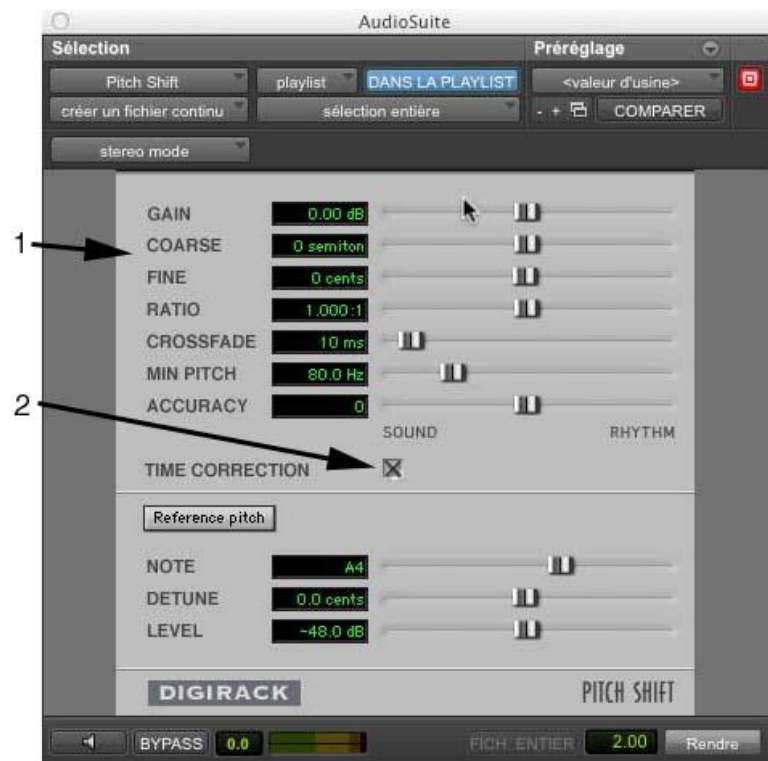 AudioSuite
Sélection Préréglage
Pitch Shift playlist DANS LA PLAYLIST <valeur d'usine>
créer un fichier continu sélection entière - + COMPARER
stereo mode
GAIN 0.00 dB
1 COARSE 0 semiton
FINE 0 cents
RATIO 1.000:1
CROSSFADE 10 ms
MIN PITCH 80.0 Hz
2 ACCURACY 0
SOUND RHYTHM
TIME CORRECTION
Reference pitch
NOTE A4
DETUNE 0.0 cents
LEVEL -48.0 dB
DIGIRACK PITCH SHIFT
BYPASS 0.0 FICH. ENTIER 2.00 Rendre